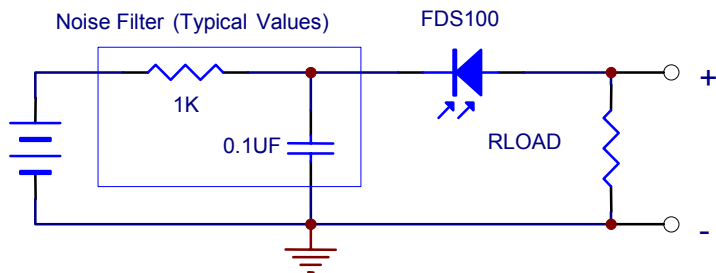 Noise Filter (Typical Values)
FDS100
1K
0.1UF
RLOAD
+
-